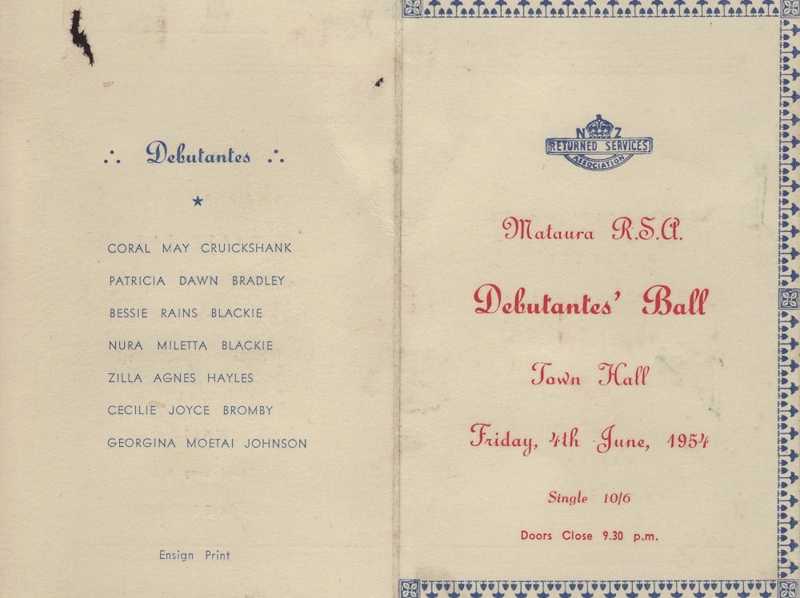 ∴ Debutantes ∴
★
CORAL MAY CRUICKSHANK
PATRICIA DAWN BRADLEY
BESSIE RAINS BLACKIE
NURA MILETTA BLACKIE
ZILLA AGNES HAYLES
CECILIE JOYCE BROMBY
GEORGINA MOETAI JOHNSON
Ensign Print
N Z
RETURNED SERVICES
ASSOCIATION
Mataura R.S.A.
Debutantes' Ball
Town Hall
Friday, 4th June, 1954
Single 10/6
Doors Close 9.30 p.m.